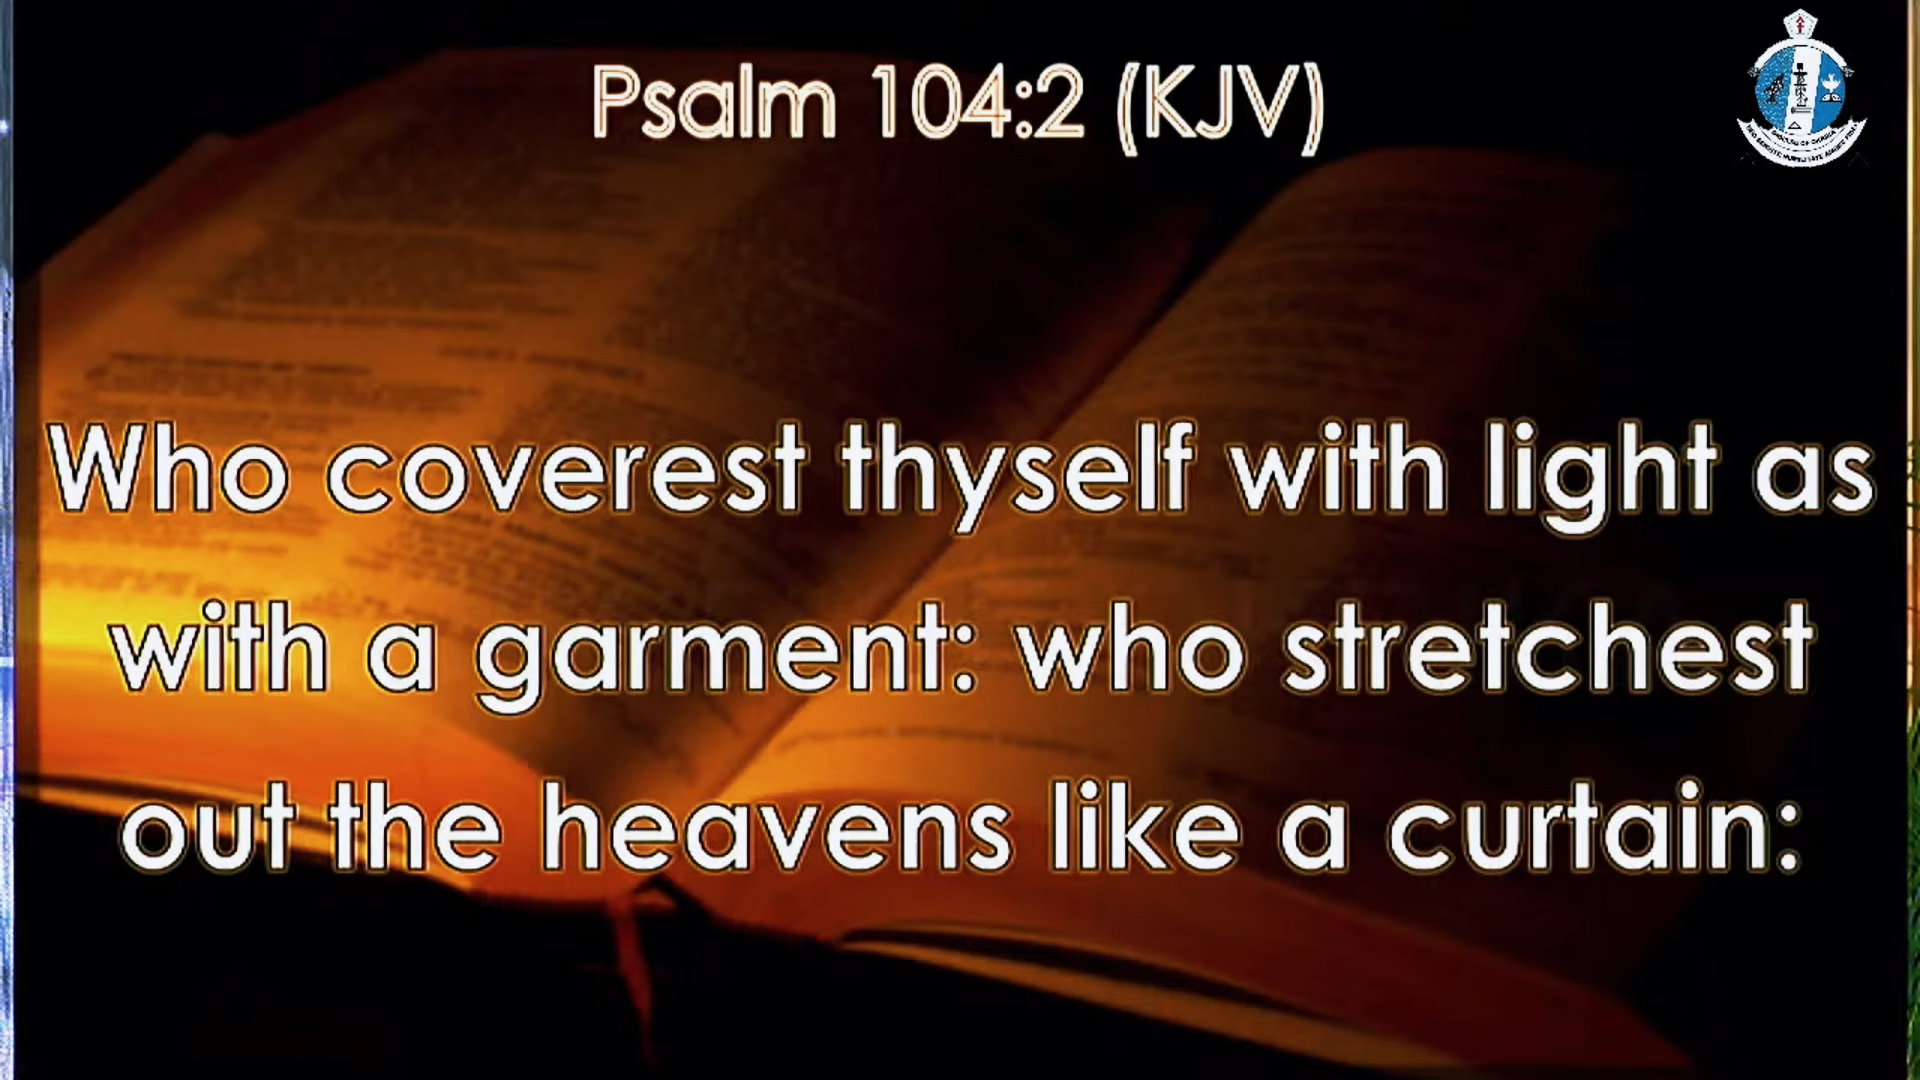 Psalm 104:2 (KJV)
Who coverest thyself with light as
with a garment: who stretchest
out the heavens like a curtain: